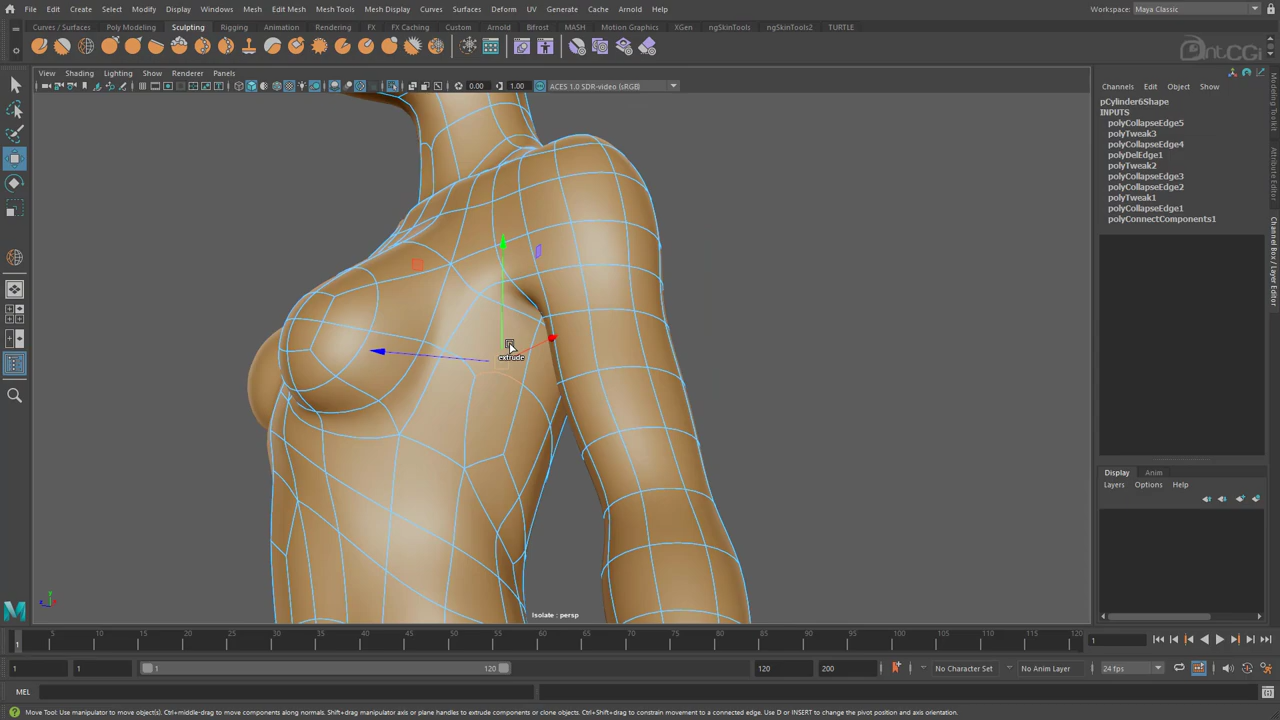 File Edit Create Select Modify Display Windows Mesh Edit Mesh Mesh Tools Mesh Display Curves Surfaces Deform UV Generate Cache Arnold Help
Workspace: Maya Classic
Curves / Surfaces Poly Modeling Sculpting Rigging Animation Rendering FX FX Caching Custom Arnold Bifrost MASH Motion Graphics XGen ngSkinTools ngSkinTools2 TURTLE
antCGi
View Shading Lighting Show Renderer Panels
0.00 1.00 ACES 1.0 SDR-video (sRGB)
Channels Edit Object Show
pCylinder6Shape
INPUTS
polyCollapseEdge5
polyTweak3
polyCollapseEdge4
polyDelEdge1
polyTweak2
polyCollapseEdge3
polyCollapseEdge2
polyTweak1
polyCollapseEdge1
polyConnectComponents1
Modeling Toolkit
Attribute Editor
Channel Box / Layer Editor
extrude
Display Anim
Layers Options Help
Isolate : persp
5 10 15 20 25 30 35 40 45 50 55 60 65 70 75 80 85 90 95 100 105 110 115 120
1
1 1 1 120 120 200 No Character Set No Anim Layer 24 fps
MEL
Move Tool: Use manipulator to move object(s). Ctrl+middle-drag to move components along normals. Shift+drag manipulator axis or plane handles to extrude components or clone objects. Ctrl+Shift+drag to constrain movement to a connected edge. Use D or INSERT to change the pivot position and axis orientation.